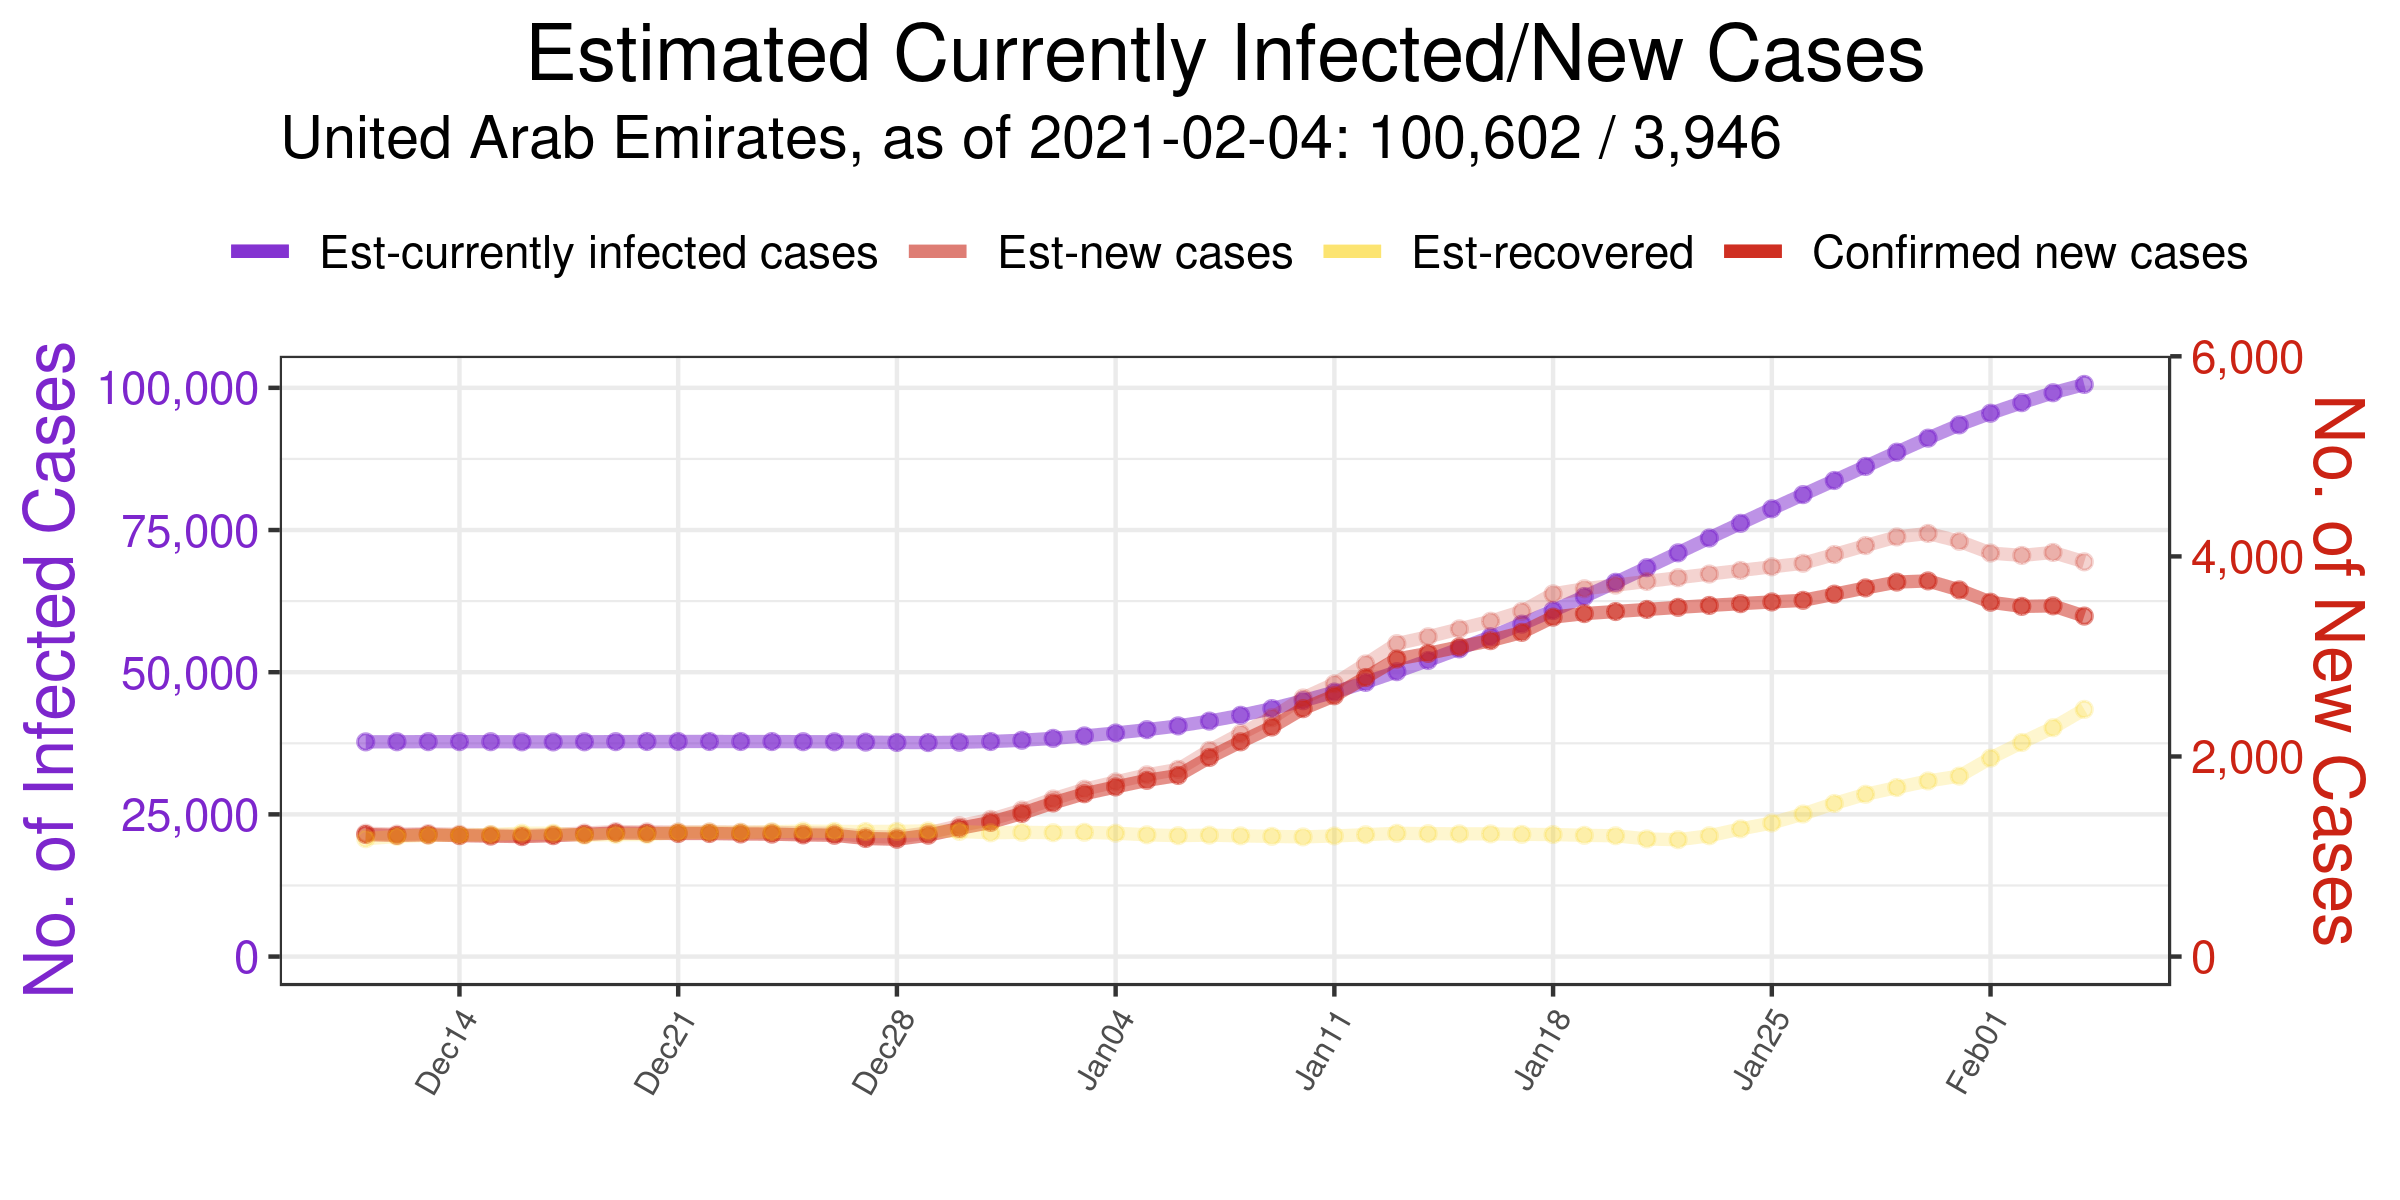 Estimated Currently Infected/New Cases
United Arab Emirates, as of 2021-02-04: 100,602 / 3,946
Est-currently infected cases Est-new cases Est-recovered Confirmed new cases
No. of Infected Cases
100,000
75,000
50,000
25,000
0
6,000
4,000
2,000
0
No. of New Cases
Dec14 Dec21 Dec28 Jan04 Jan11 Jan18 Jan25 Feb01